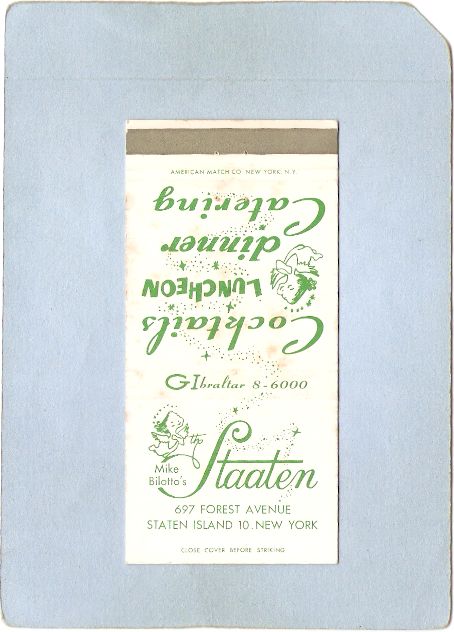 AMERICAN MATCH CO. NEW YORK, N.Y.
Cocktails
LUNCHEON
dinner
Catering
GIbraltar 8-6000
Mike Bilotto's
the Staaten
697 FOREST AVENUE
STATEN ISLAND 10, NEW YORK
CLOSE COVER BEFORE STRIKING